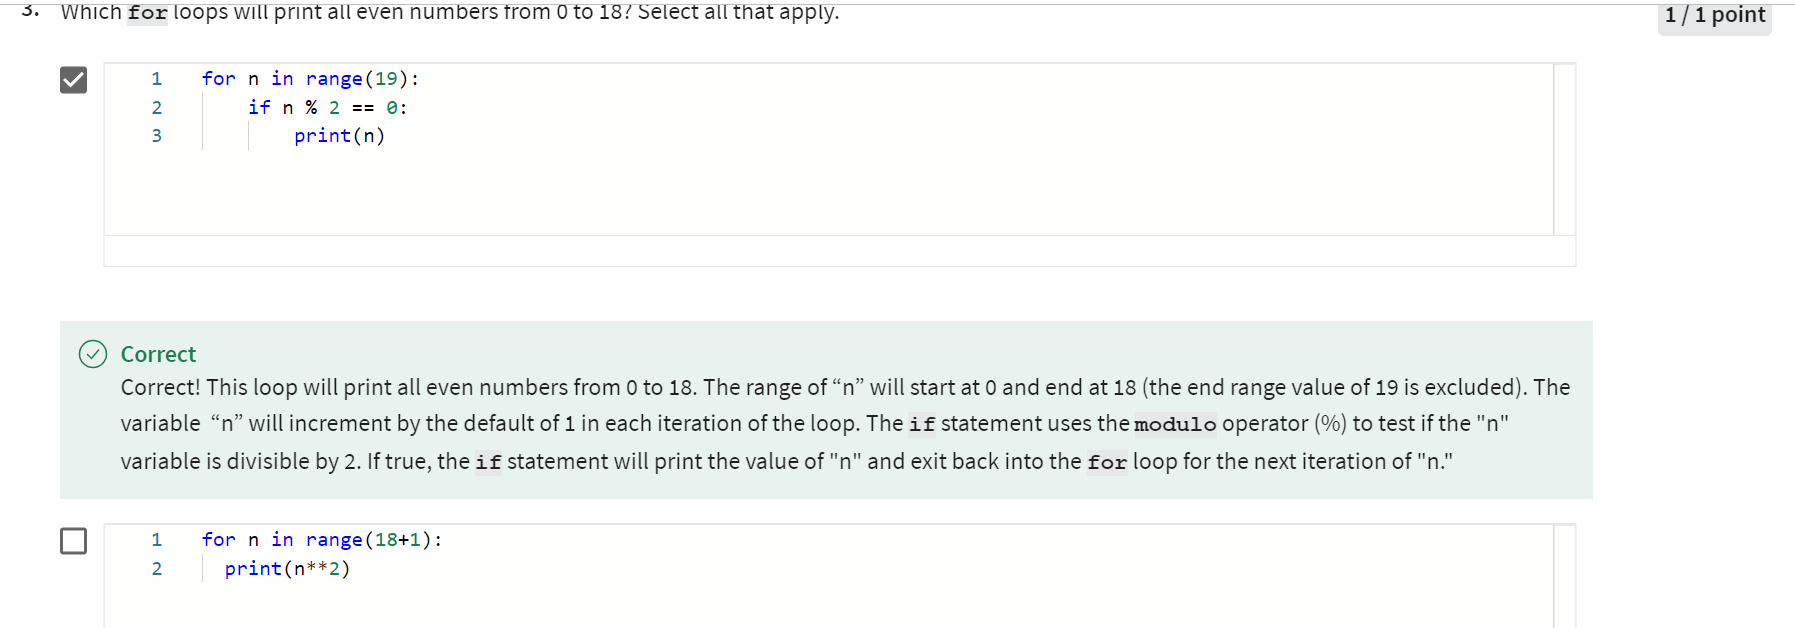 3. Which for loops will print all even numbers from 0 to 18? Select all that apply.
1 / 1 point
1 for n in range(19):
2 if n % 2 == 0:
3 print(n)
Correct
Correct! This loop will print all even numbers from 0 to 18. The range of “n” will start at 0 and end at 18 (the end range value of 19 is excluded). The
variable “n” will increment by the default of 1 in each iteration of the loop. The if statement uses the modulo operator (%) to test if the "n"
variable is divisible by 2. If true, the if statement will print the value of "n" and exit back into the for loop for the next iteration of "n."
1 for n in range(18+1):
2 print(n**2)